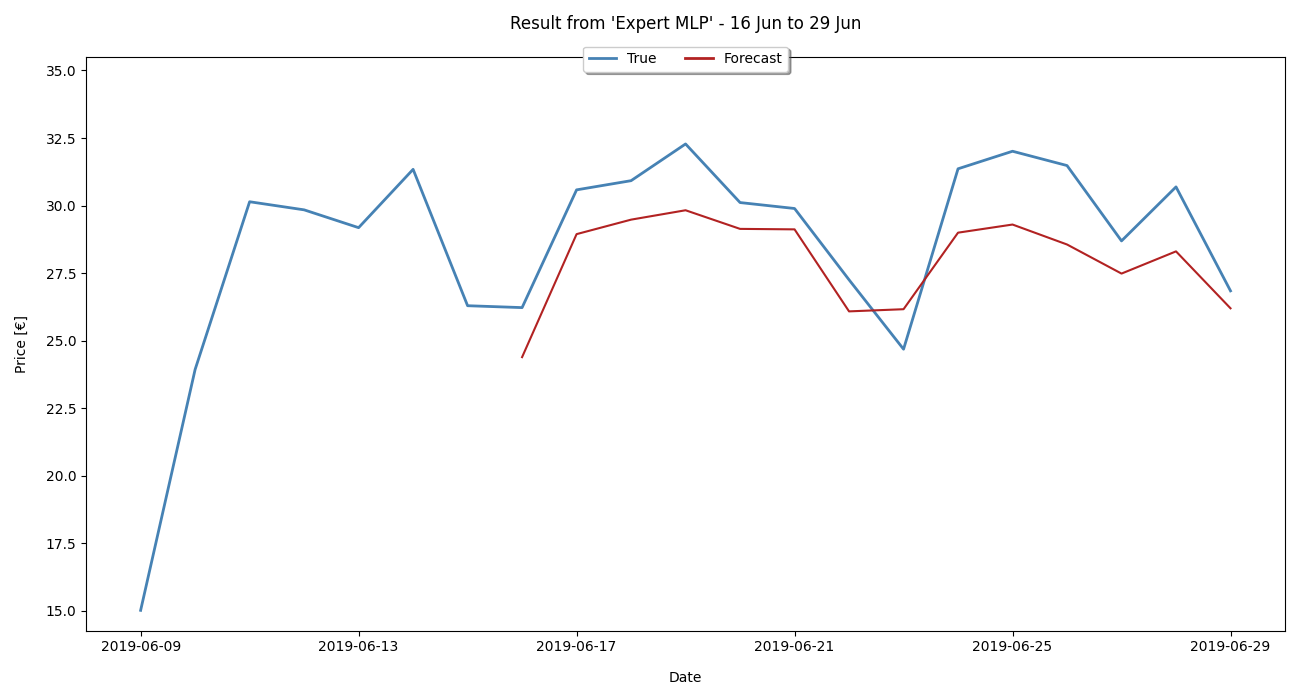 Result from 'Expert MLP' - 16 Jun to 29 Jun
True Forecast
35.0
32.5
30.0
27.5
25.0
22.5
20.0
17.5
15.0
Price [€]
2019-06-09 2019-06-13 2019-06-17 2019-06-21 2019-06-25 2019-06-29
Date